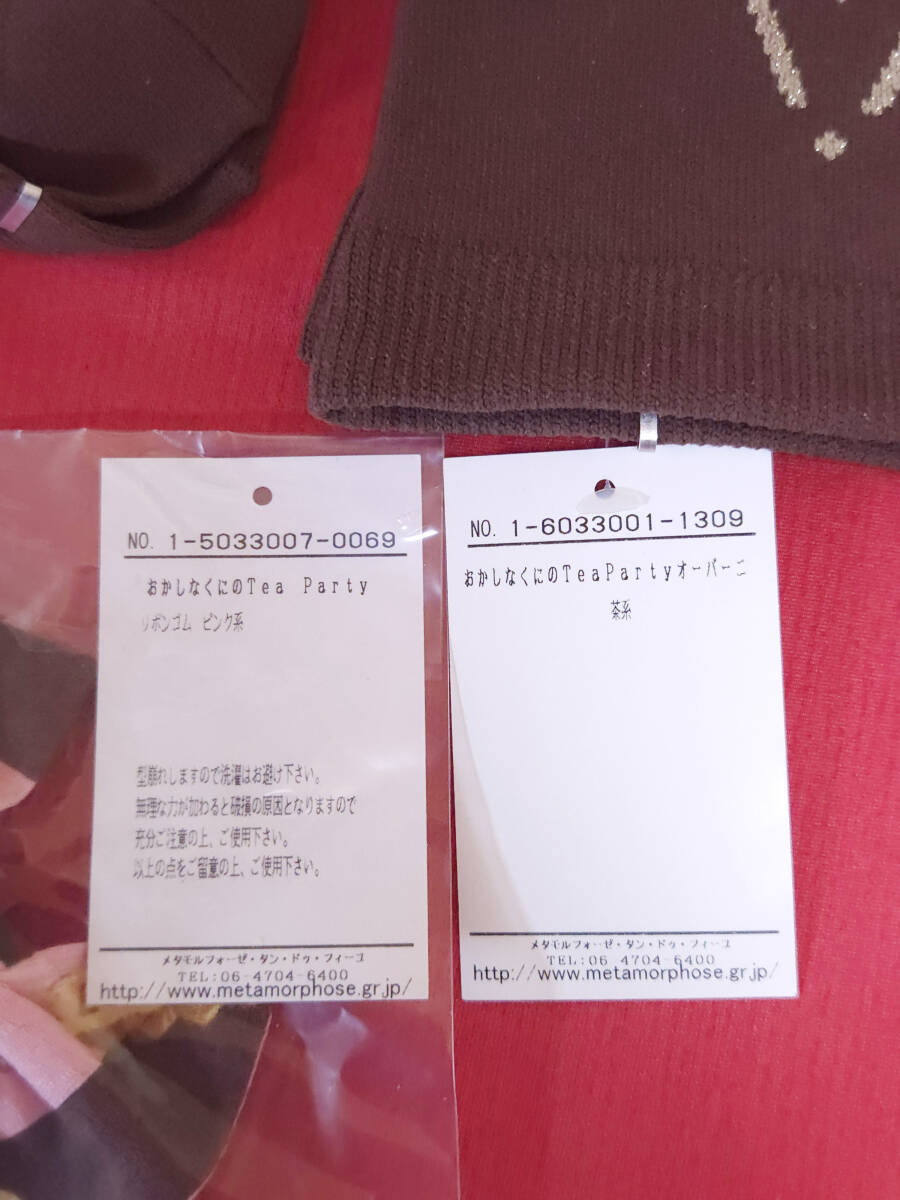 NO. 1-5033007-0069
おかしなくにのTea Party
リボンゴム ピンク系
型崩れしますので洗濯はお避け下さい。
無理な力が加わると破損の原因となりますので
充分ご注意の上、ご使用下さい。
以上の点をご留意の上、ご使用下さい。
メタモルフォーゼ・タン・ドゥ・フィーユ
TEL:06-4704-6400
http://www.metamorphose.gr.jp/
NO. 1-6033001-1309
おかしなくにのTeaPartyオーバーニ
茶系
メタモルフォーゼ・タン・ドゥ・フィーユ
TEL:06-4704-6400
http://www.metamorphose.gr.jp/